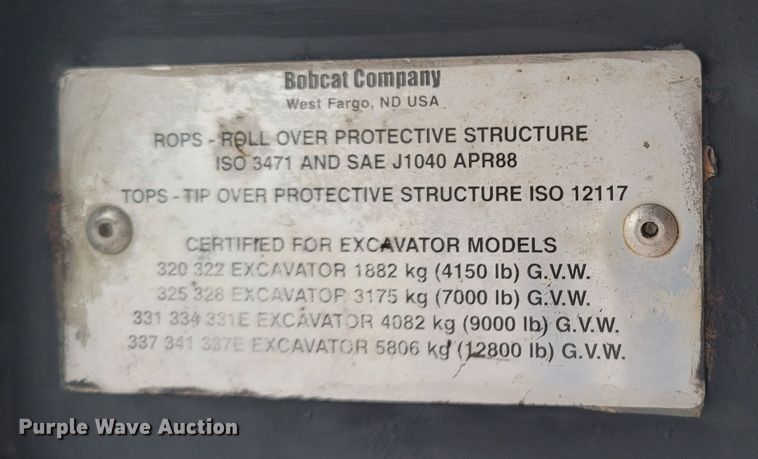 Bobcat Company
West Fargo, ND USA
ROPS - ROLL OVER PROTECTIVE STRUCTURE
ISO 3471 AND SAE J1040 APR88
TOPS - TIP OVER PROTECTIVE STRUCTURE ISO 12117
CERTIFIED FOR EXCAVATOR MODELS
320 322 EXCAVATOR 1882 kg (4150 lb) G.V.W.
325 328 EXCAVATOR 3175 kg (7000 lb) G.V.W.
331 334 331E EXCAVATOR 4082 kg (9000 lb) G.V.W.
337 341 337E EXCAVATOR 5806 kg (12800 lb) G.V.W.
Purple Wave Auction